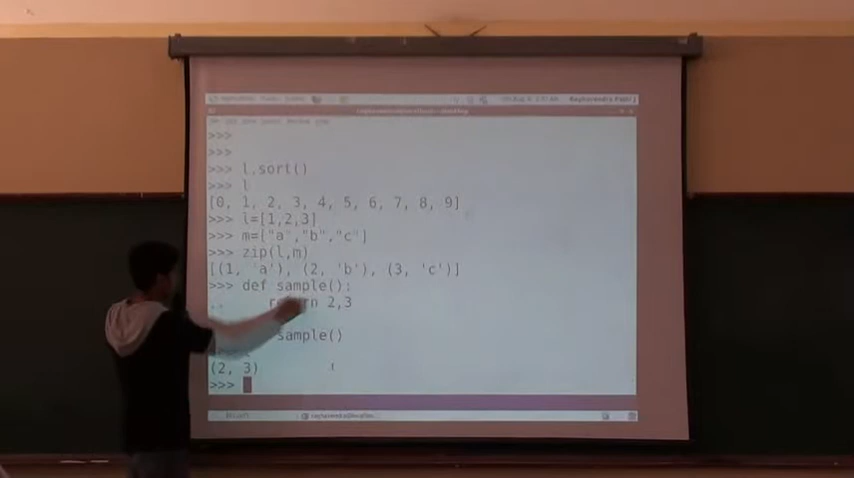 >>>
>>>
>>> l.sort()
>>> l
[0, 1, 2, 3, 4, 5, 6, 7, 8, 9]
>>> l=[1,2,3]
>>> m=["a","b","c"]
>>> zip(l,m)
[(1, 'a'), (2, 'b'), (3, 'c')]
>>> def sample():
.. return 2,3
sample()
(2, 3)
>>>